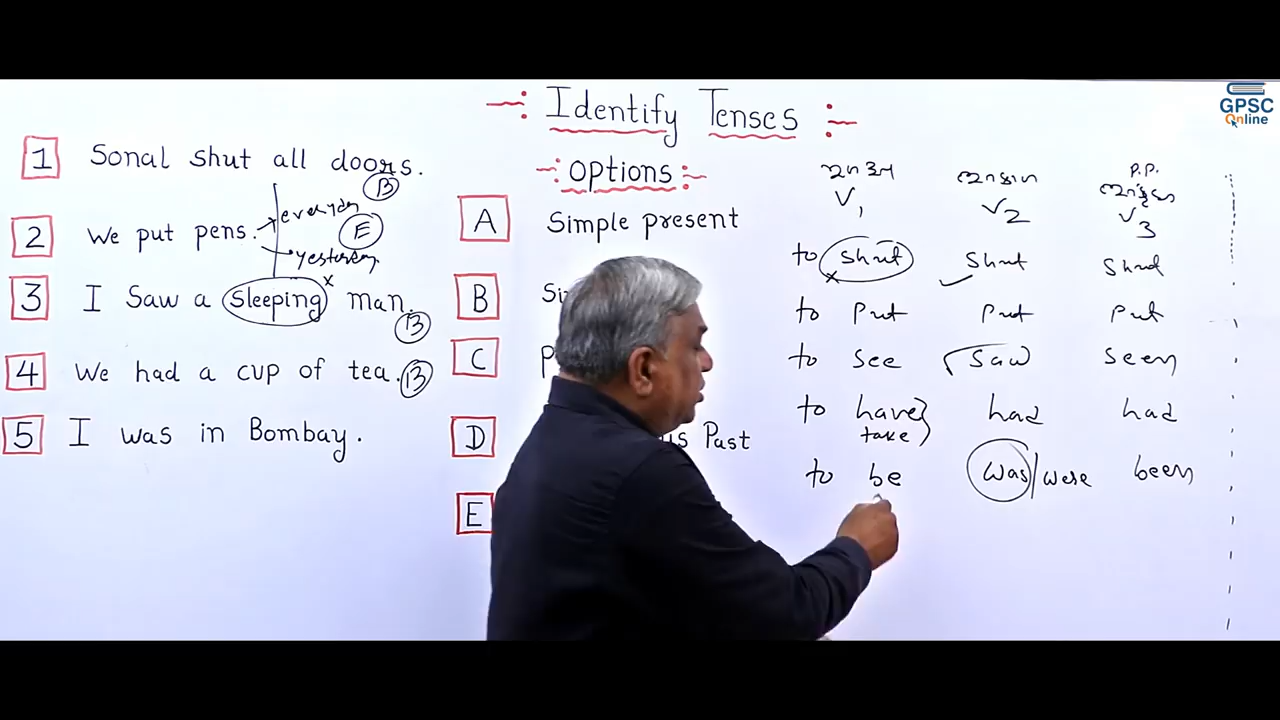 GPSC
Online
Identify Tenses
1 Sonal shut all doors.
B
2 We put pens.
everyday
E
yesterday
3 I Saw a Sleeping x man.
B
4 We had a cup of tea. B
5 I was in Bombay.
Options
A Simple present
B Si
C P
D us Past
E
V1
V2
P.P.
V3
to shut shut shut
to Put Put Put
to see saw seen
to have had had
take
to be was/were been